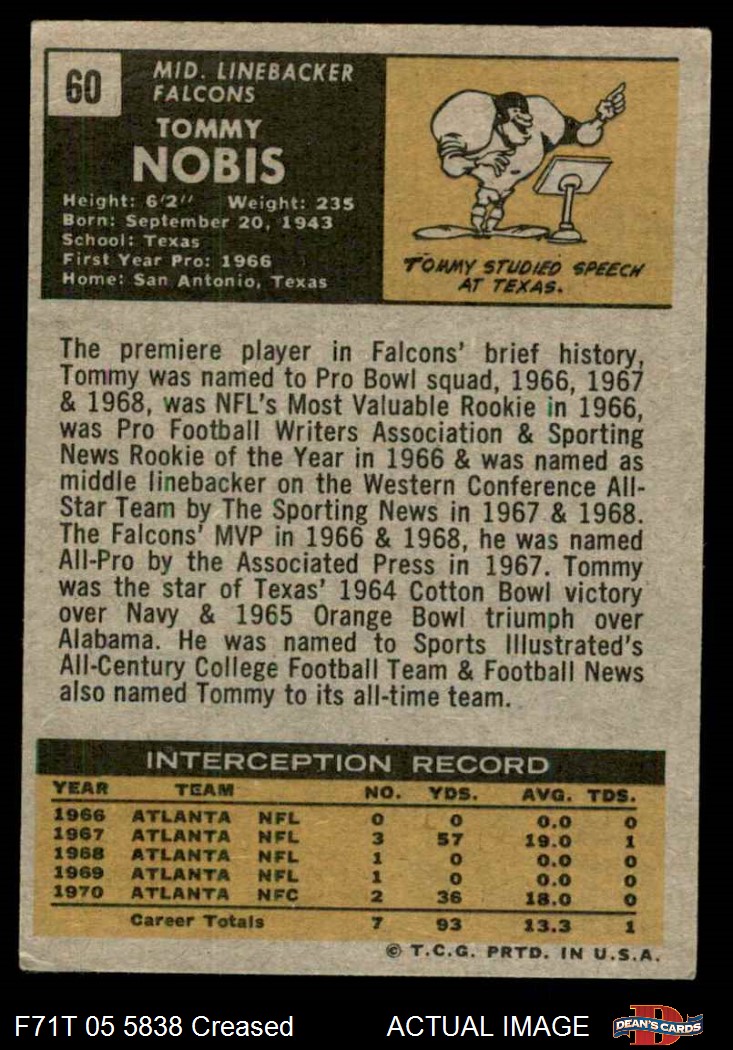 60
MID. LINEBACKER
FALCONS
TOMMY
NOBIS
Height: 6'2" Weight: 235
Born: September 20, 1943
School: Texas
First Year Pro: 1966
Home: San Antonio, Texas
TOMMY STUDIED SPEECH
AT TEXAS.
The premiere player in Falcons' brief history,
Tommy was named to Pro Bowl squad, 1966, 1967
& 1968, was NFL's Most Valuable Rookie in 1966,
was Pro Football Writers Association & Sporting
News Rookie of the Year in 1966 & was named as
middle linebacker on the Western Conference All-
Star Team by The Sporting News in 1967 & 1968.
The Falcons' MVP in 1966 & 1968, he was named
All-Pro by the Associated Press in 1967. Tommy
was the star of Texas' 1964 Cotton Bowl victory
over Navy & 1965 Orange Bowl triumph over
Alabama. He was named to Sports Illustrated's
All-Century College Football Team & Football News
also named Tommy to its all-time team.
INTERCEPTION RECORD
YEAR TEAM NO. YDS. AVG. TDS.
1966 ATLANTA NFL 0 0 0.0 0
1967 ATLANTA NFL 3 57 19.0 1
1968 ATLANTA NFL 1 0 0.0 0
1969 ATLANTA NFL 1 0 0.0 0
1970 ATLANTA NFC 2 36 18.0 0
Career Totals 7 93 13.3 1
© T.C.G. PRTD. IN U.S.A.
F71T 05 5838 Creased ACTUAL IMAGE D DEAN'S CARDS